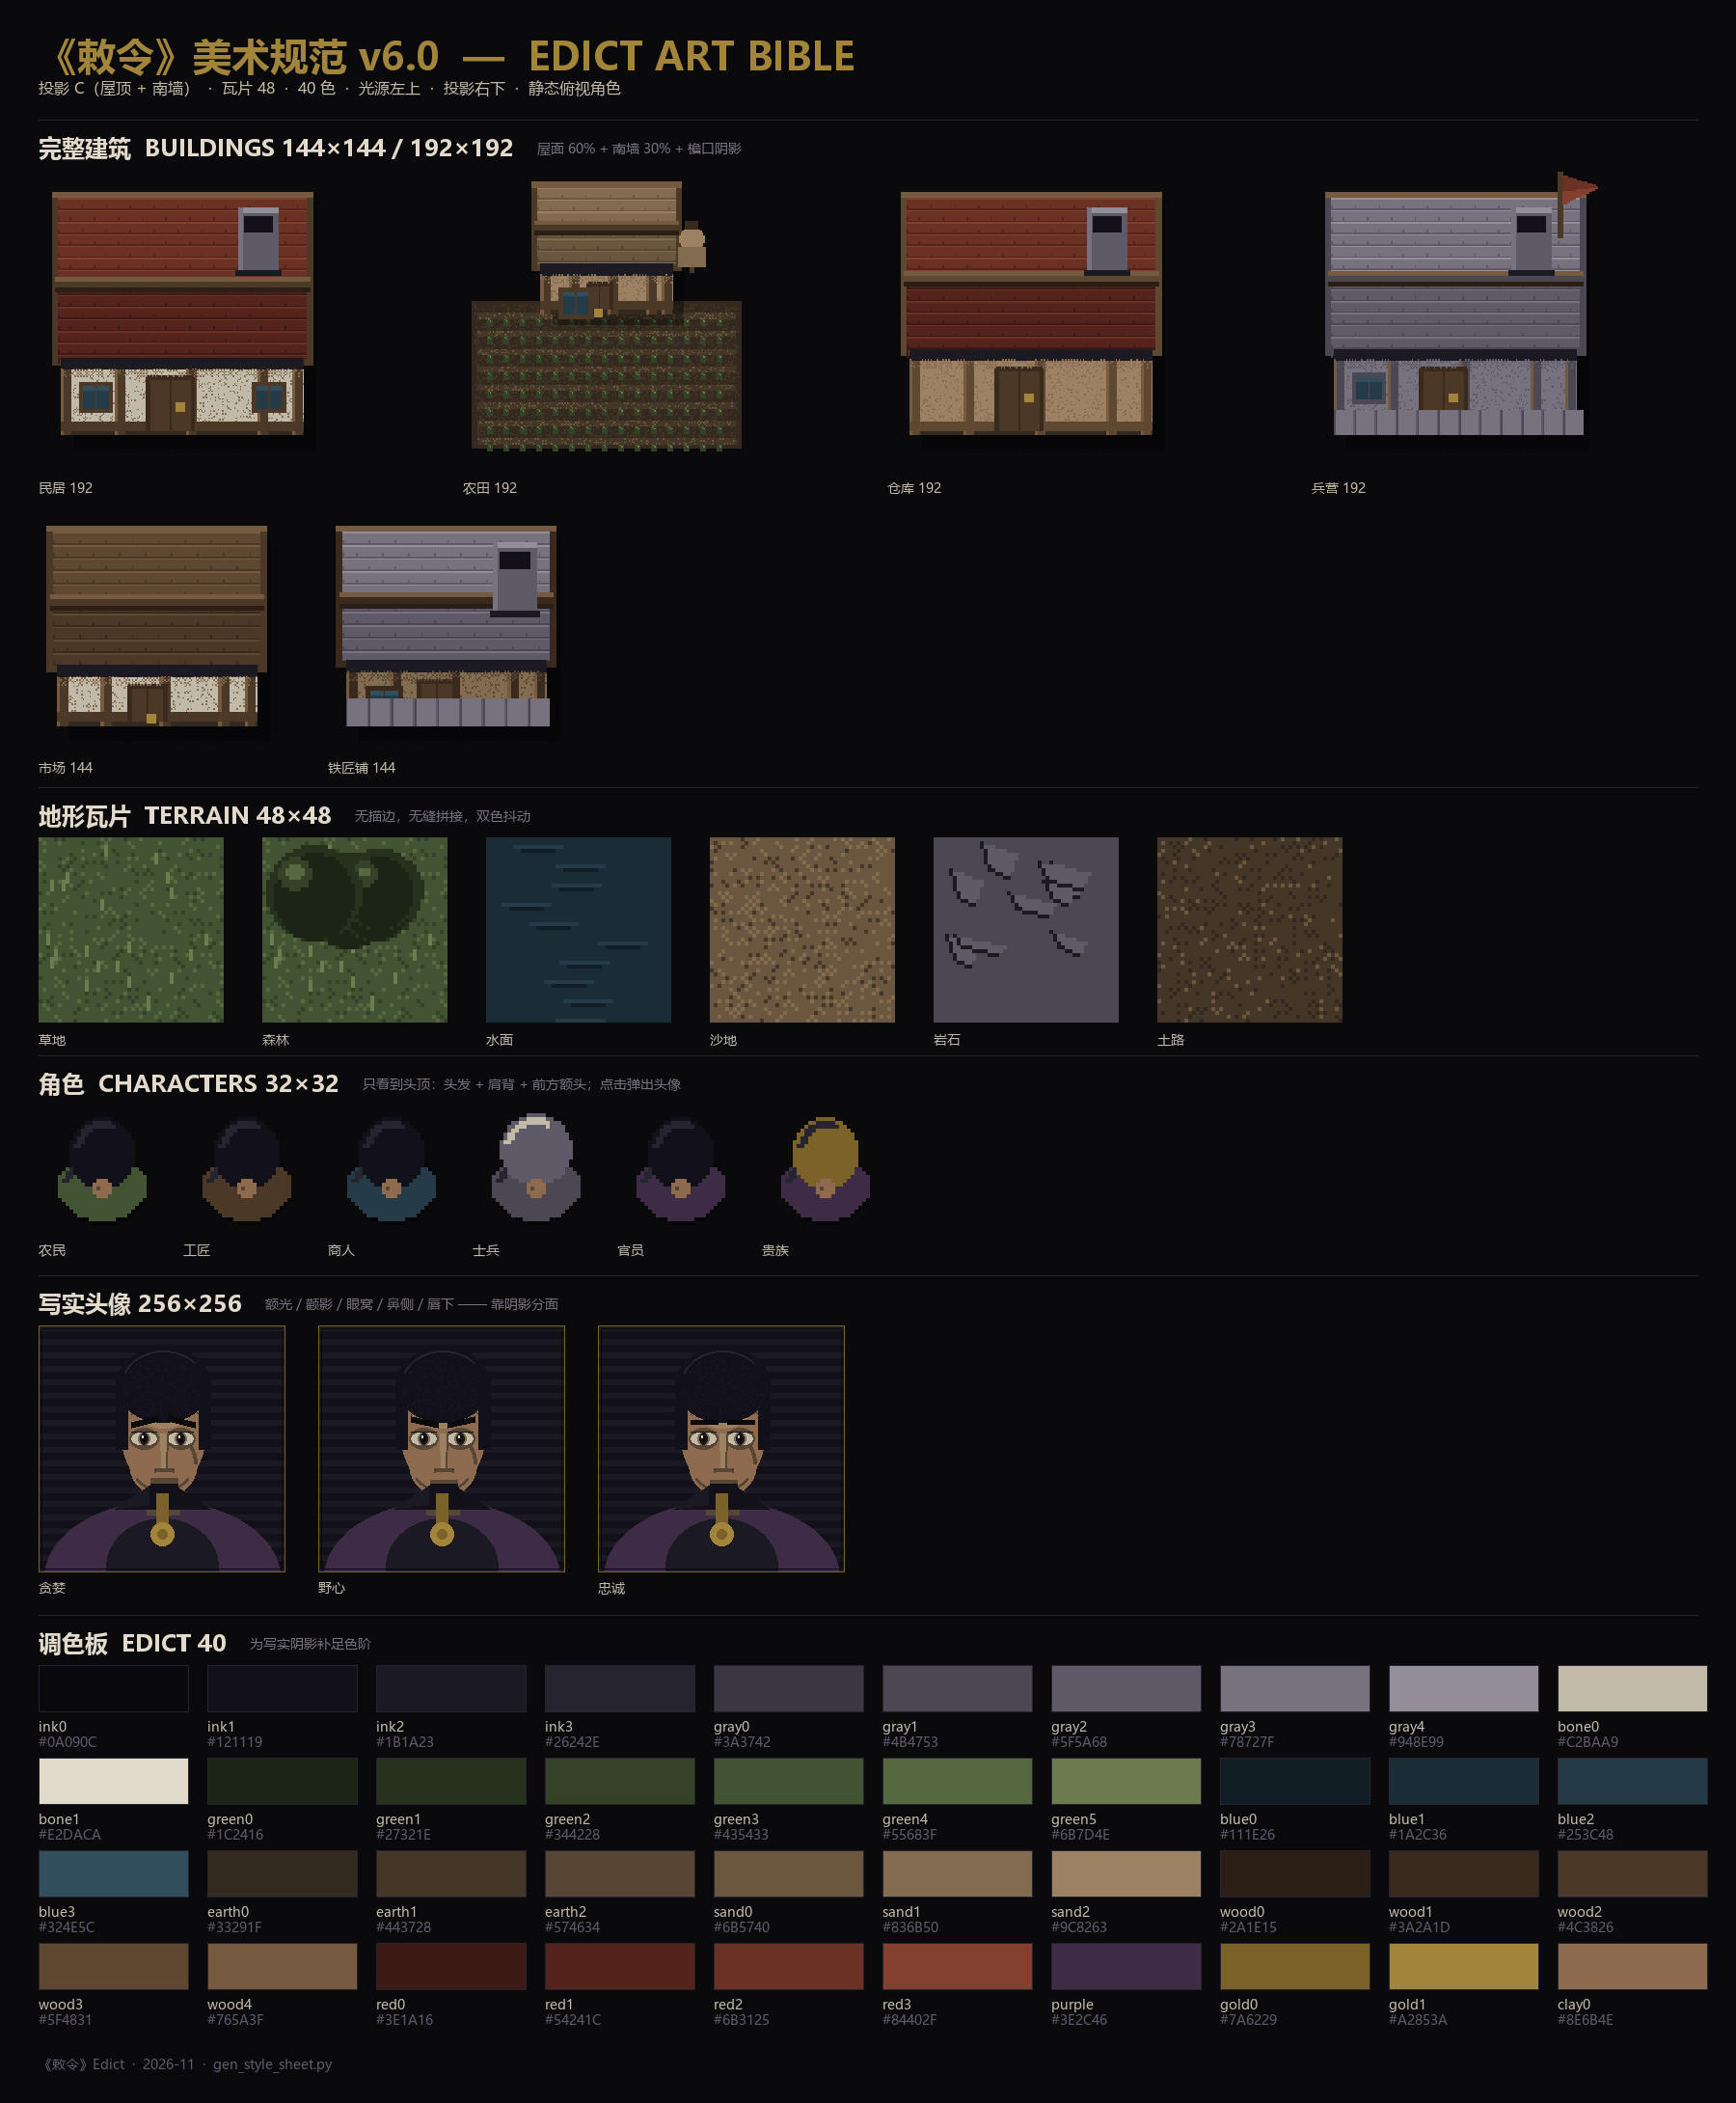 《敕令》美术规范 v6.0 — EDICT ART BIBLE
投影 C（屋顶 + 南墙） · 瓦片 48 · 40 色 · 光源左上 · 投影右下 · 静态俯视角色
完整建筑 BUILDINGS 144×144 / 192×192 屋面 60% + 南墙 30% + 檐口阴影
民居 192 农田 192 仓库 192 兵营 192
市场 144 铁匠铺 144
地形瓦片 TERRAIN 48×48 无描边，无缝拼接，双色抖动
草地 森林 水面 沙地 岩石 土路
角色 CHARACTERS 32×32 只看到头顶：头发 + 肩背 + 前方额头；点击弹出头像
农民 工匠 商人 士兵 官员 贵族
写实头像 256×256 额光 / 颧影 / 眼窝 / 鼻侧 / 唇下 —— 靠阴影分面
贪婪 野心 忠诚
调色板 EDICT 40 为写实阴影补足色阶
ink0 ink1 ink2 ink3 gray0 gray1 gray2 gray3 gray4 bone0
#0A090C #121119 #1B1A23 #26242E #3A3742 #4B4753 #5F5A68 #78727F #948E99 #C2BAA9
bone1 green0 green1 green2 green3 green4 green5 blue0 blue1 blue2
#E2DACA #1C2416 #27321E #344228 #435433 #55683F #6B7D4E #111E26 #1A2C36 #253C48
blue3 earth0 earth1 earth2 sand0 sand1 sand2 wood0 wood1 wood2
#324E5C #33291F #443728 #574634 #6B5740 #836B50 #9C8263 #2A1E15 #3A2A1D #4C3826
wood3 wood4 red0 red1 red2 red3 purple gold0 gold1 clay0
#5F4831 #765A3F #3E1A16 #54241C #6B3125 #84402F #3E2C46 #7A6229 #A2853A #8E6B4E
《敕令》Edict · 2026-11 · gen_style_sheet.py